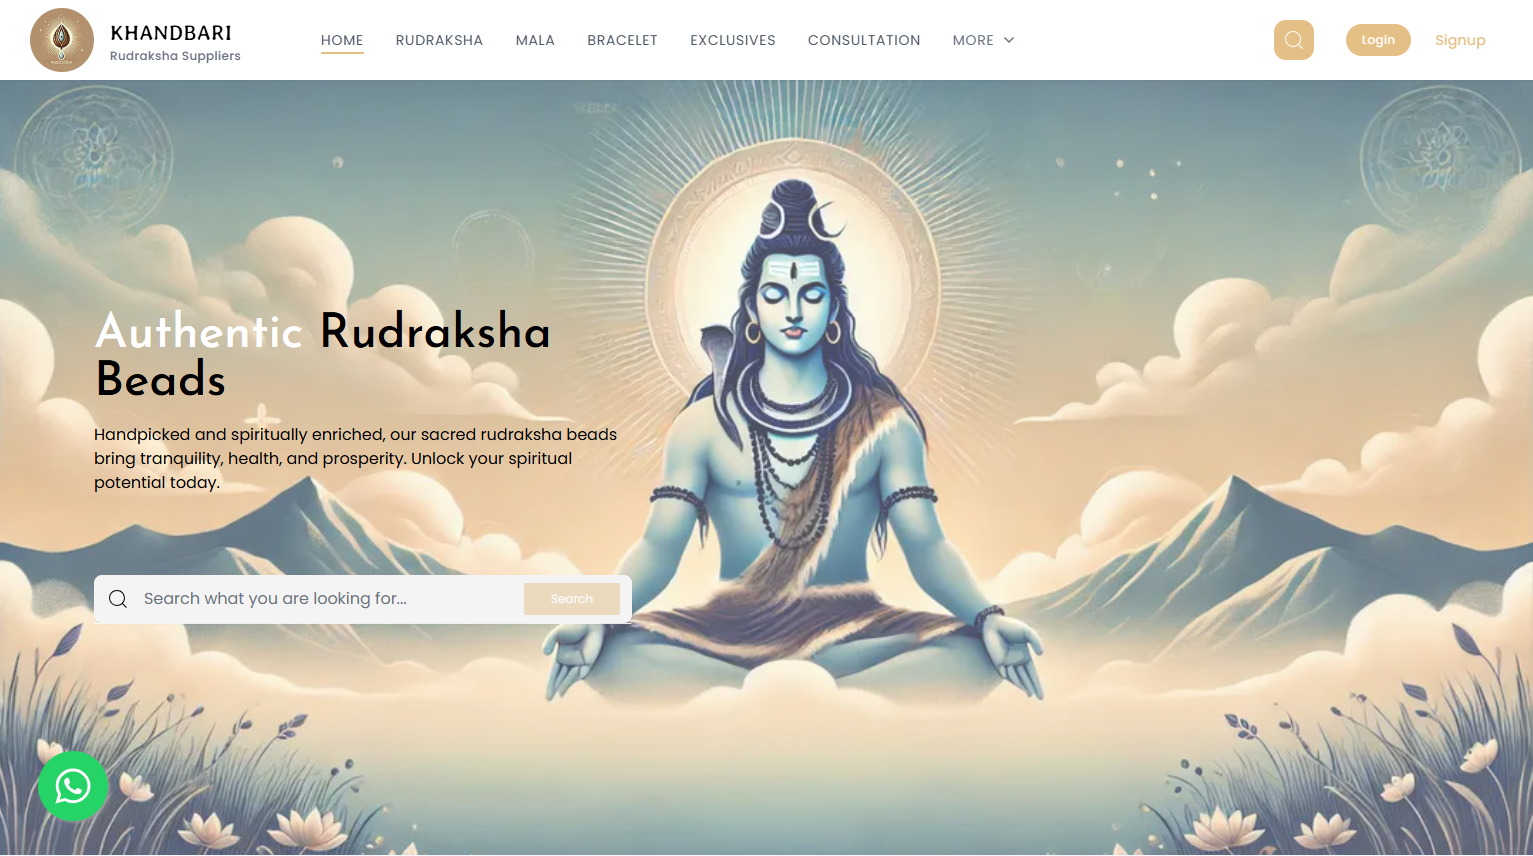 KHANDBARI
Rudraksha Suppliers
HOME
RUDRAKSHA
MALA
BRACELET
EXCLUSIVES
CONSULTATION
MORE
Login
Signup
Authentic Rudraksha
Beads
Handpicked and spiritually enriched, our sacred rudraksha beads
bring tranquility, health, and prosperity. Unlock your spiritual
potential today.
Search what you are looking for...
Search